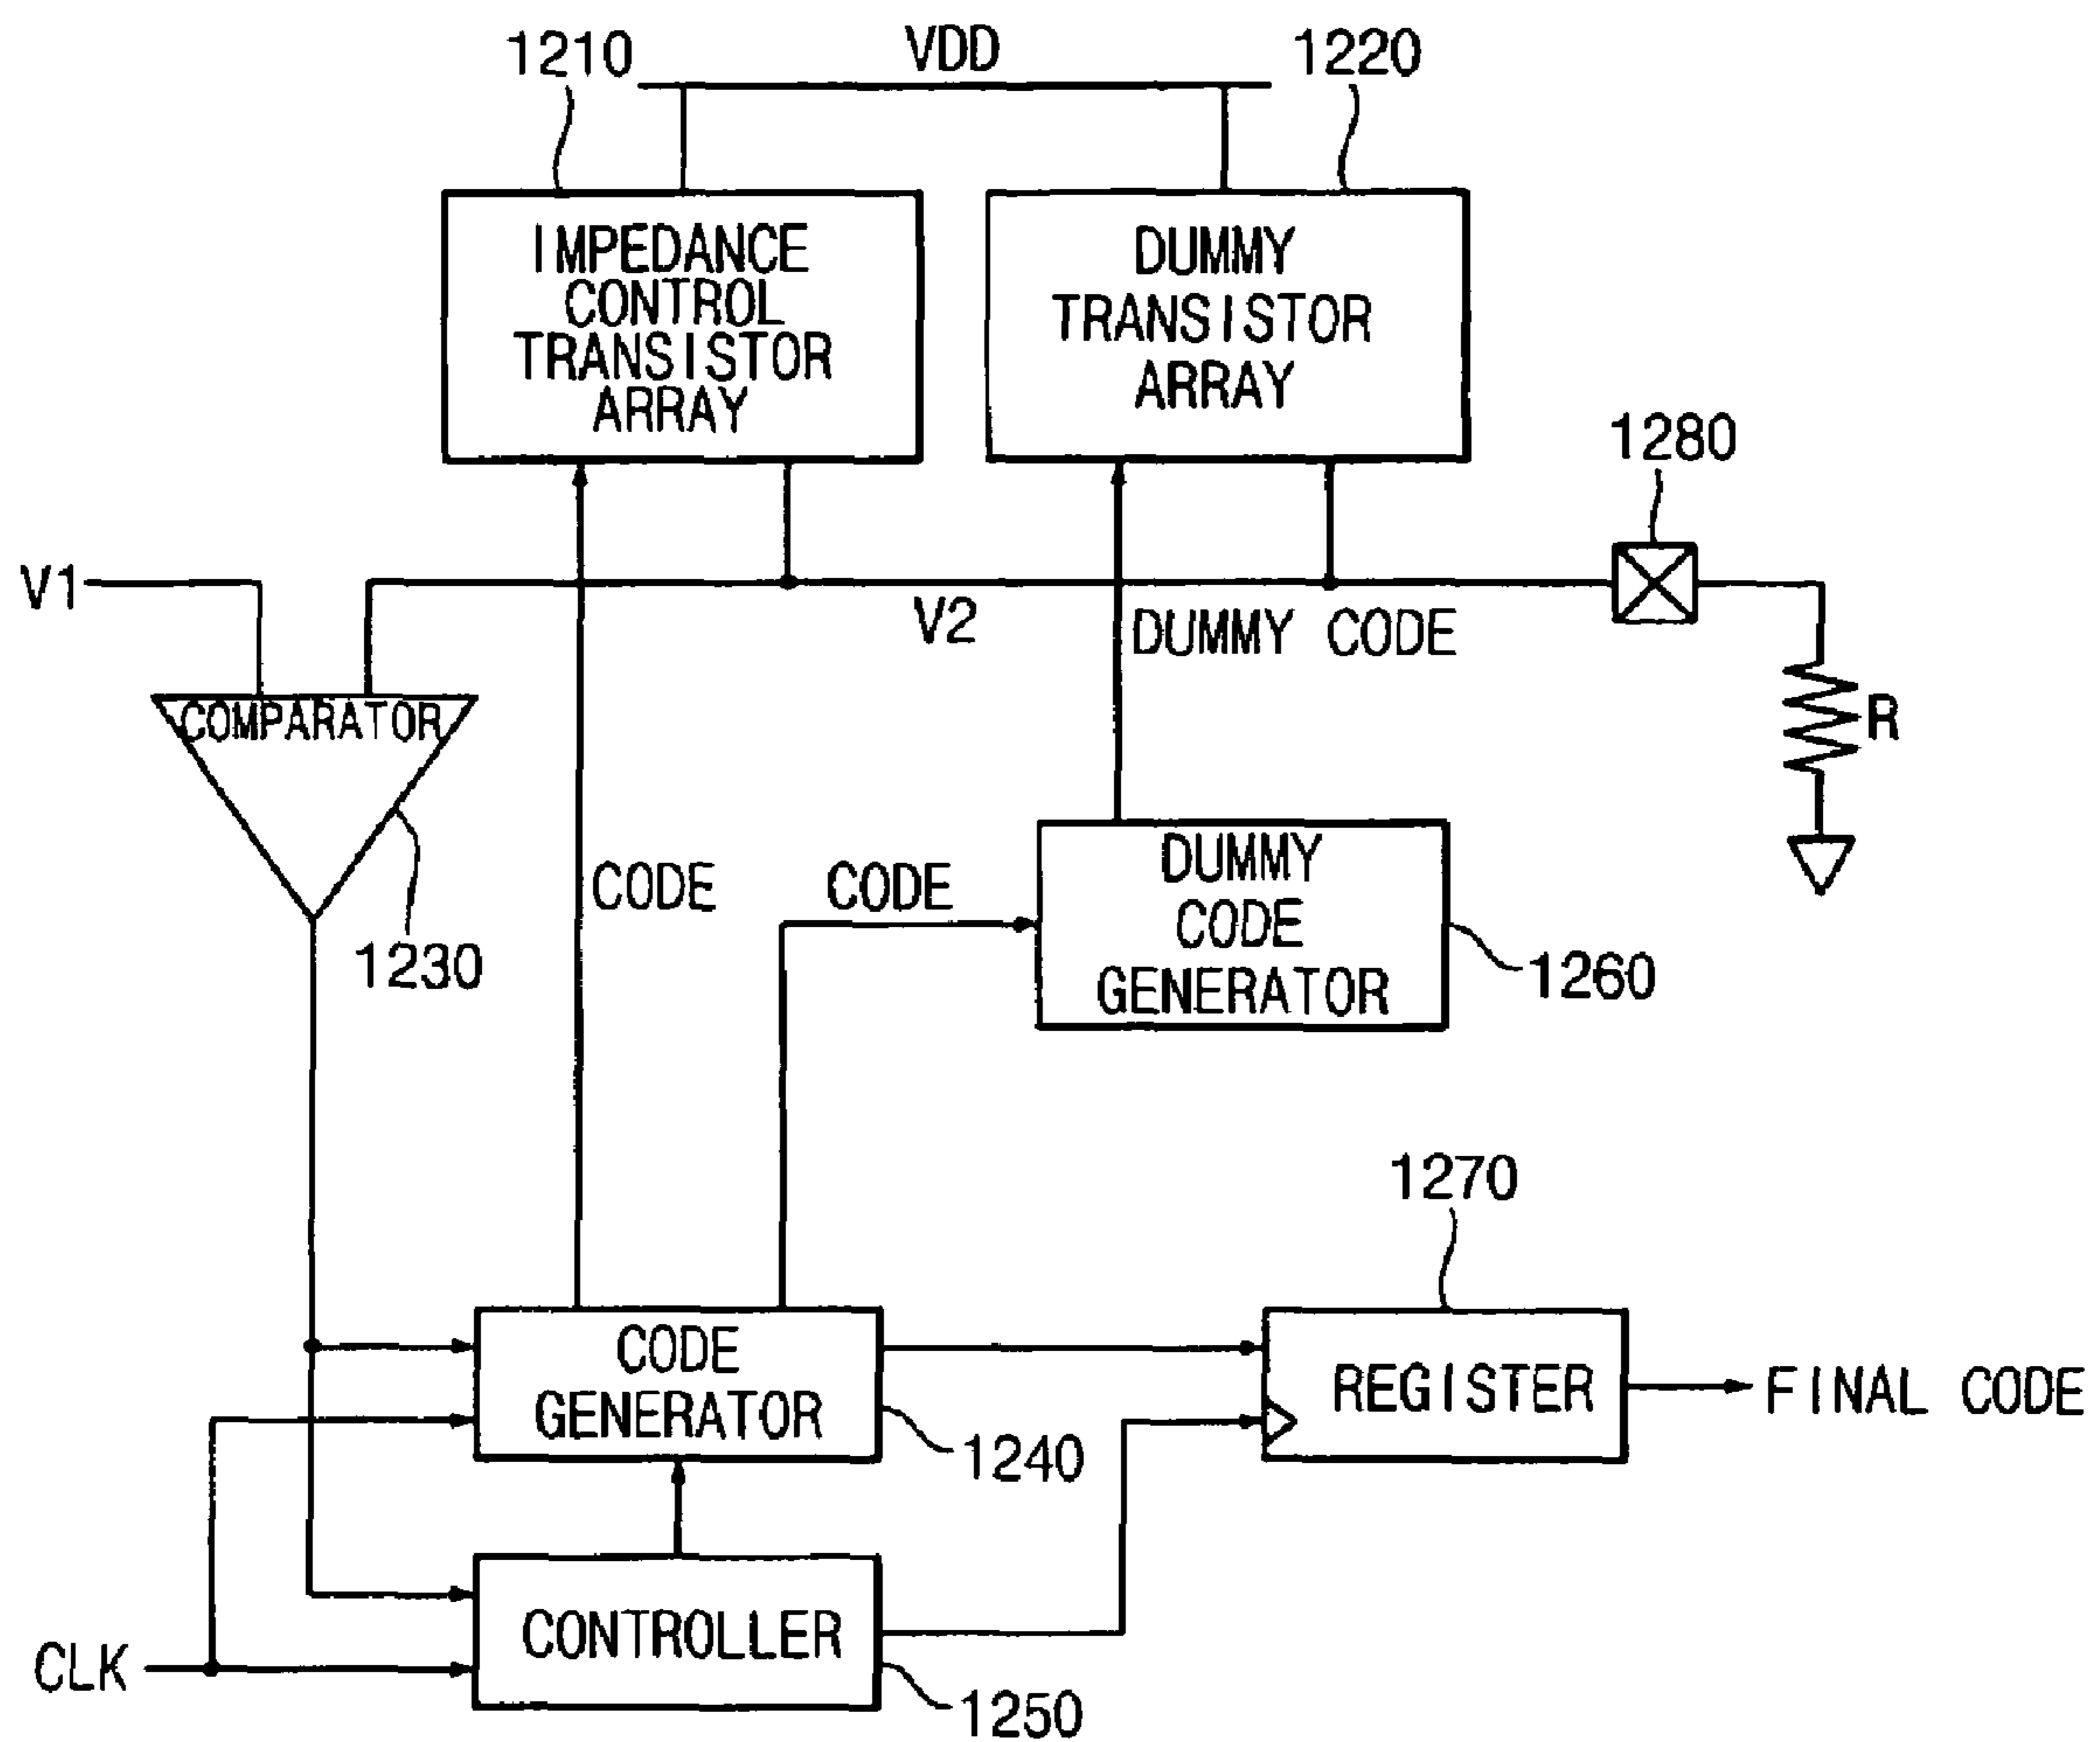 1210
VDD
1220
IMPEDANCE
CONTROL
TRANSISTOR
ARRAY
DUMMY
TRANSISTOR
ARRAY
1280
V1
V2
DUMMY CODE
COMPARATOR
R
1230
CODE
CODE
DUMMY
CODE
GENERATOR
1260
1270
CODE
GENERATOR
1240
REGISTER
FINAL CODE
CONTROLLER
CLK
1250